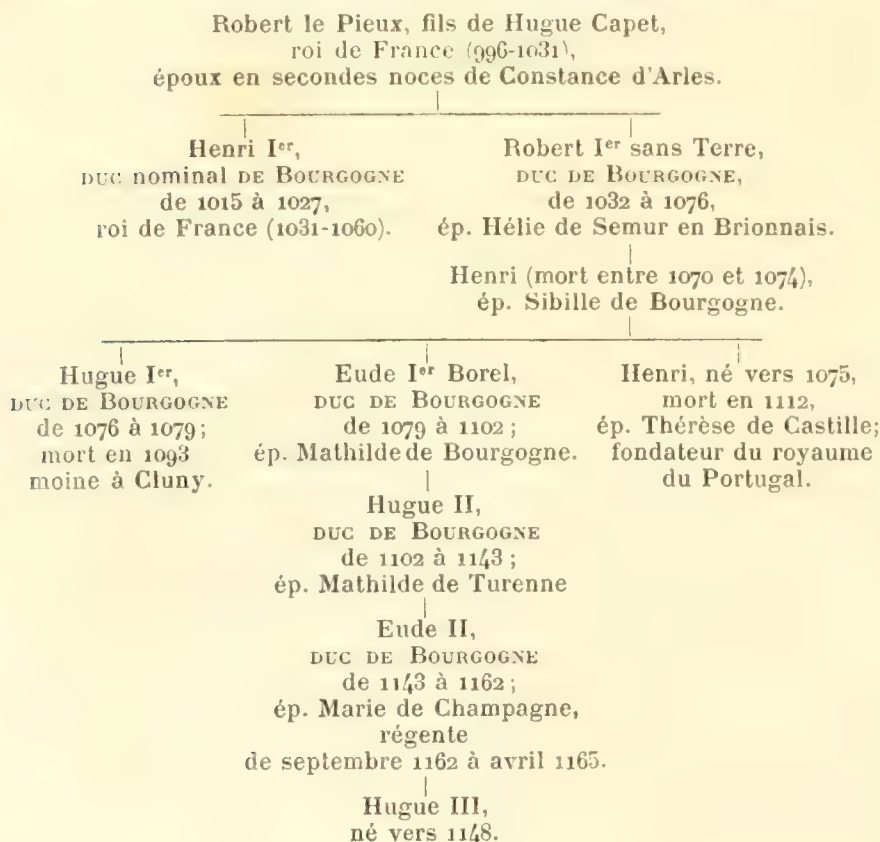 Robert le Pieux, fils de Hugue Capet,
roi de France (996-1031),
époux en secondes noces de Constance d'Arles.
Henri Iᵉʳ,
DUC nominal DE BOURGOGNE
de 1015 à 1027,
roi de France (1031-1060).
Robert Iᵉʳ sans Terre,
DUC DE BOURGOGNE,
de 1032 à 1076,
ép. Hélie de Semur en Brionnais.
Henri (mort entre 1070 et 1074),
ép. Sibille de Bourgogne.
Hugue Iᵉʳ,
DUC DE BOURGOGNE
de 1076 à 1079;
mort en 1093
moine à Cluny.
Eude Iᵉʳ Borel,
DUC DE BOURGOGNE
de 1079 à 1102;
ép. Mathilde de Bourgogne.
Henri, né vers 1075,
mort en 1112,
ép. Thérèse de Castille;
fondateur du royaume
du Portugal.
Hugue II,
DUC DE BOURGOGNE
de 1102 à 1143;
ép. Mathilde de Turenne
Eude II,
DUC DE BOURGOGNE
de 1143 à 1162;
ép. Marie de Champagne,
régente
de septembre 1162 à avril 1165.
Hugue III,
né vers 1148.